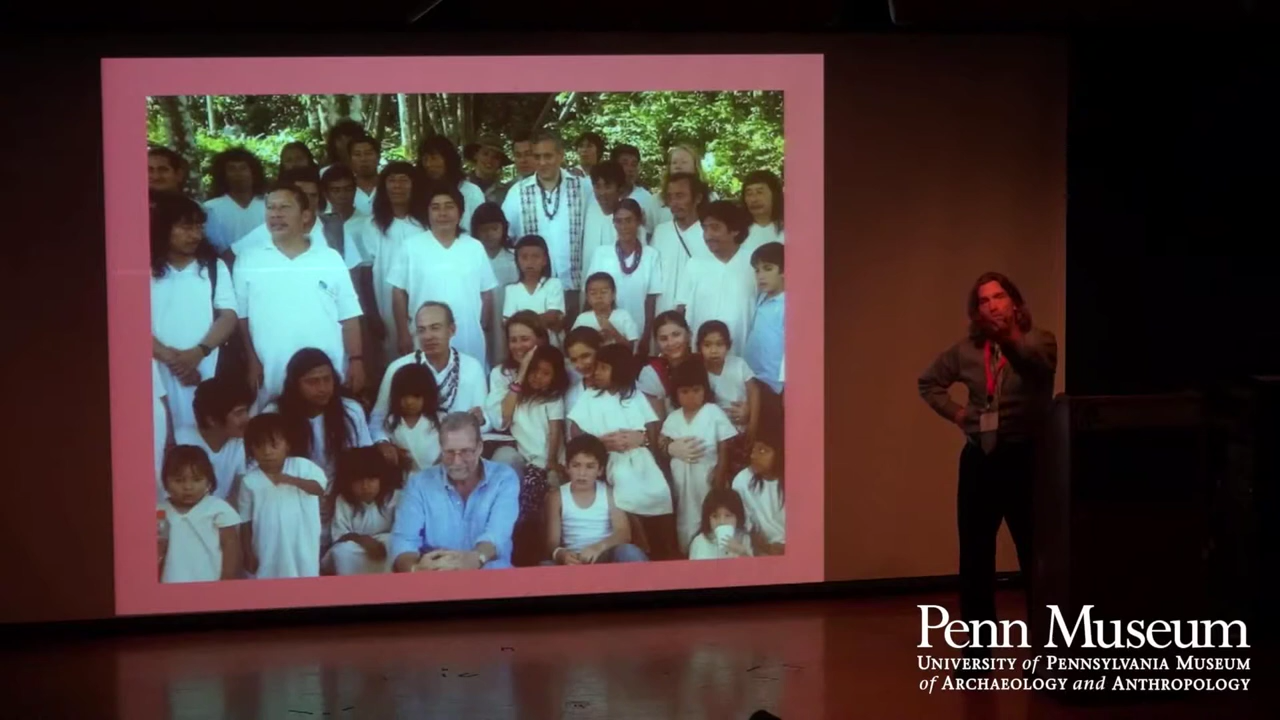 Penn Museum
UNIVERSITY of PENNSYLVANIA MUSEUM
of ARCHAEOLOGY and ANTHROPOLOGY